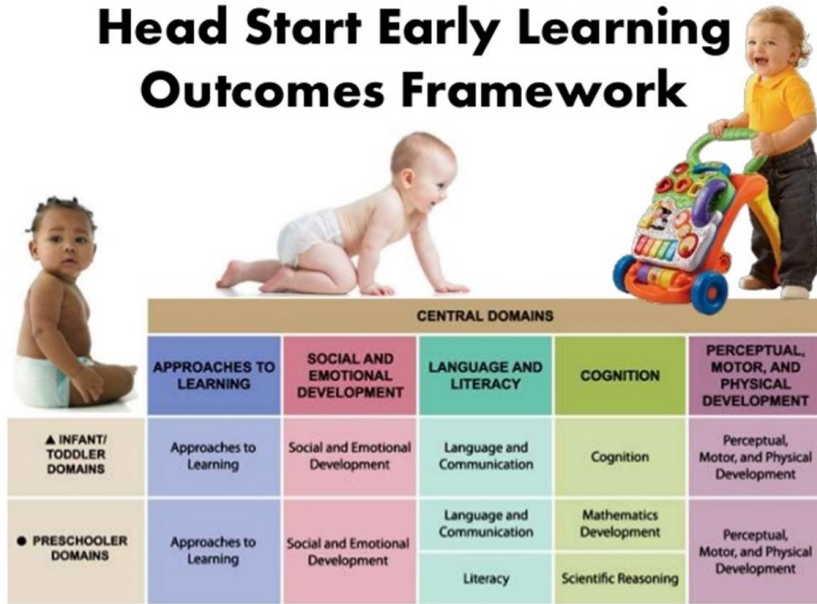 Head Start Early Learning
Outcomes Framework
CENTRAL DOMAINS
APPROACHES TO
LEARNING
SOCIAL AND
EMOTIONAL
DEVELOPMENT
LANGUAGE AND
LITERACY
COGNITION
PERCEPTUAL,
MOTOR, AND
PHYSICAL
DEVELOPMENT
▲ INFANT/
TODDLER
DOMAINS
Approaches to
Learning
Social and Emotional
Development
Language and
Communication
Cognition
Perceptual,
Motor, and Physical
Development
● PRESCHOOLER
DOMAINS
Approaches to
Learning
Social and Emotional
Development
Language and
Communication
Literacy
Mathematics
Development
Scientific Reasoning
Perceptual,
Motor, and Physical
Development